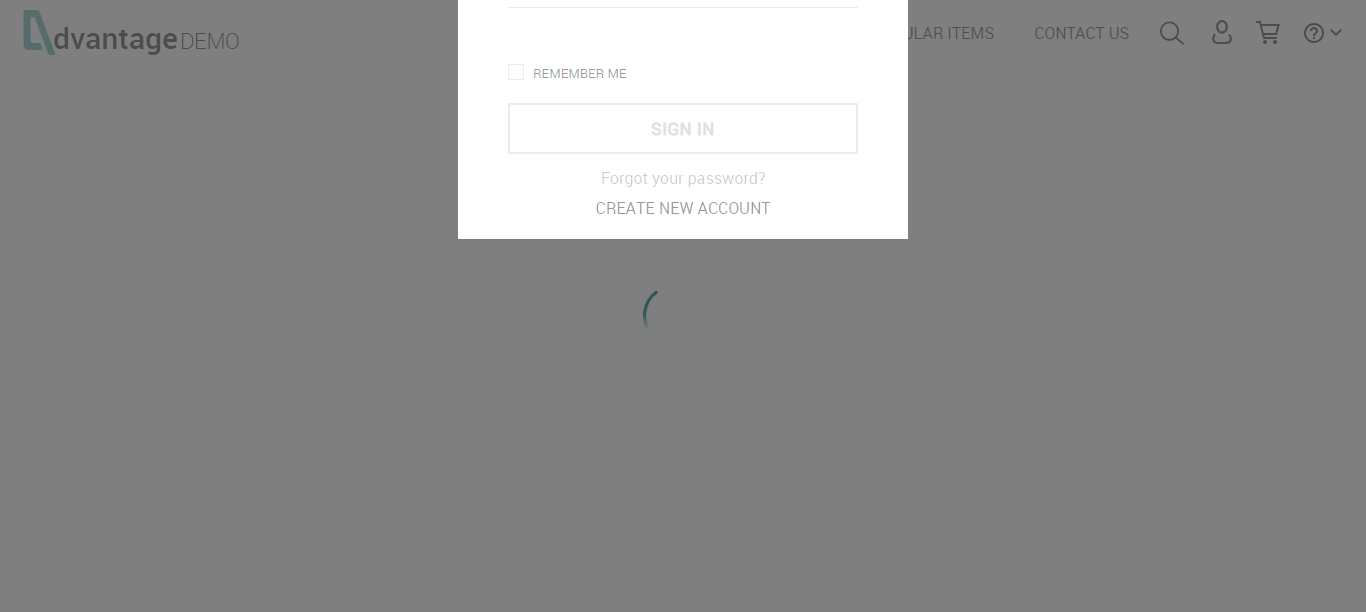 dvantage DEMO
ULAR ITEMS
CONTACT US
REMEMBER ME
SIGN IN
Forgot your password?
CREATE NEW ACCOUNT